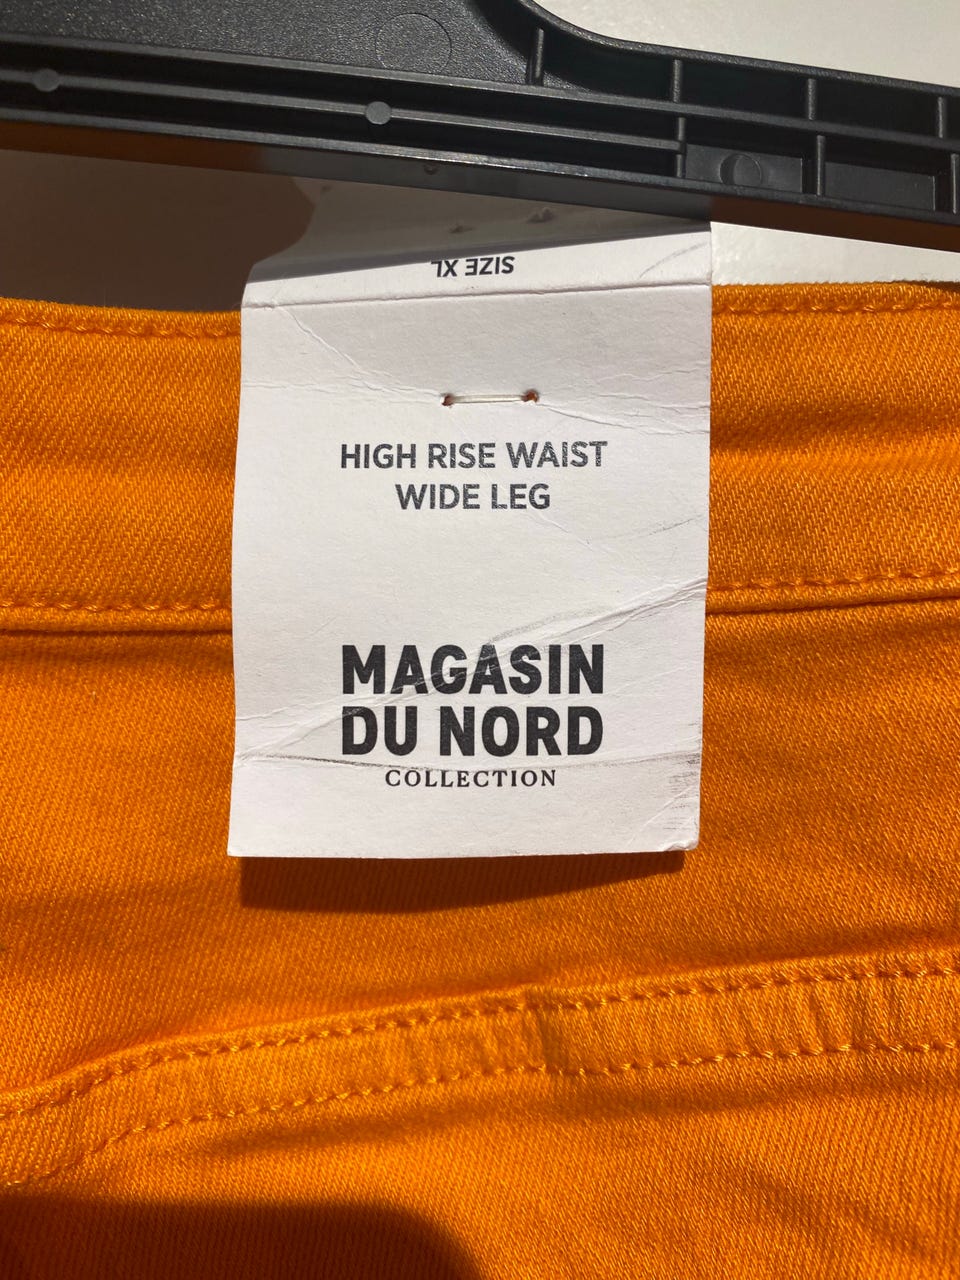 SIZE XL
HIGH RISE WAIST
WIDE LEG
MAGASIN
DU NORD
COLLECTION